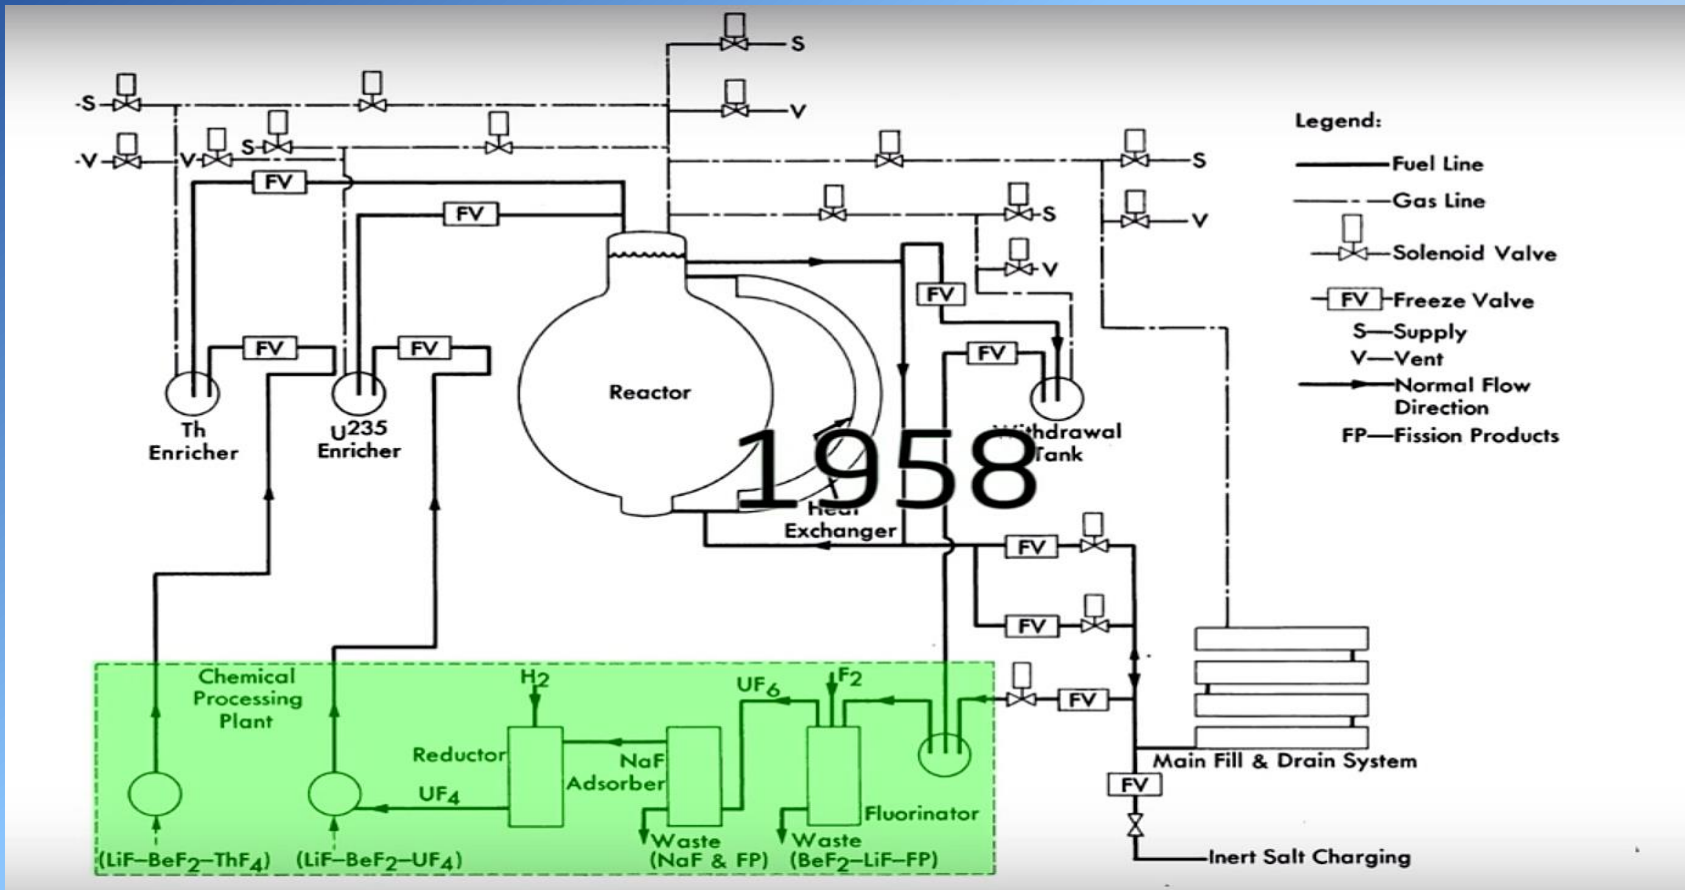 S
S
V
V
V
S
S
S
V
S
V
FV
FV
FV
FV
FV
FV
Reactor
Th
Enricher
U235
Enricher
Withdrawal
Tank
1958
Heat
Exchanger
FV
FV
FV
FV
Main Fill & Drain System
Inert Salt Charging
Legend:
Fuel Line
Gas Line
Solenoid Valve
FV Freeze Valve
S—Supply
V—Vent
Normal Flow
Direction
FP—Fission Products
Chemical
Processing
Plant
H2
UF6
F2
Reductor
NaF
Adsorber
UF4
Fluorinator
Waste
(NaF & FP)
Waste
(BeF2–LiF–FP)
(LiF–BeF2–ThF4)
(LiF–BeF2–UF4)